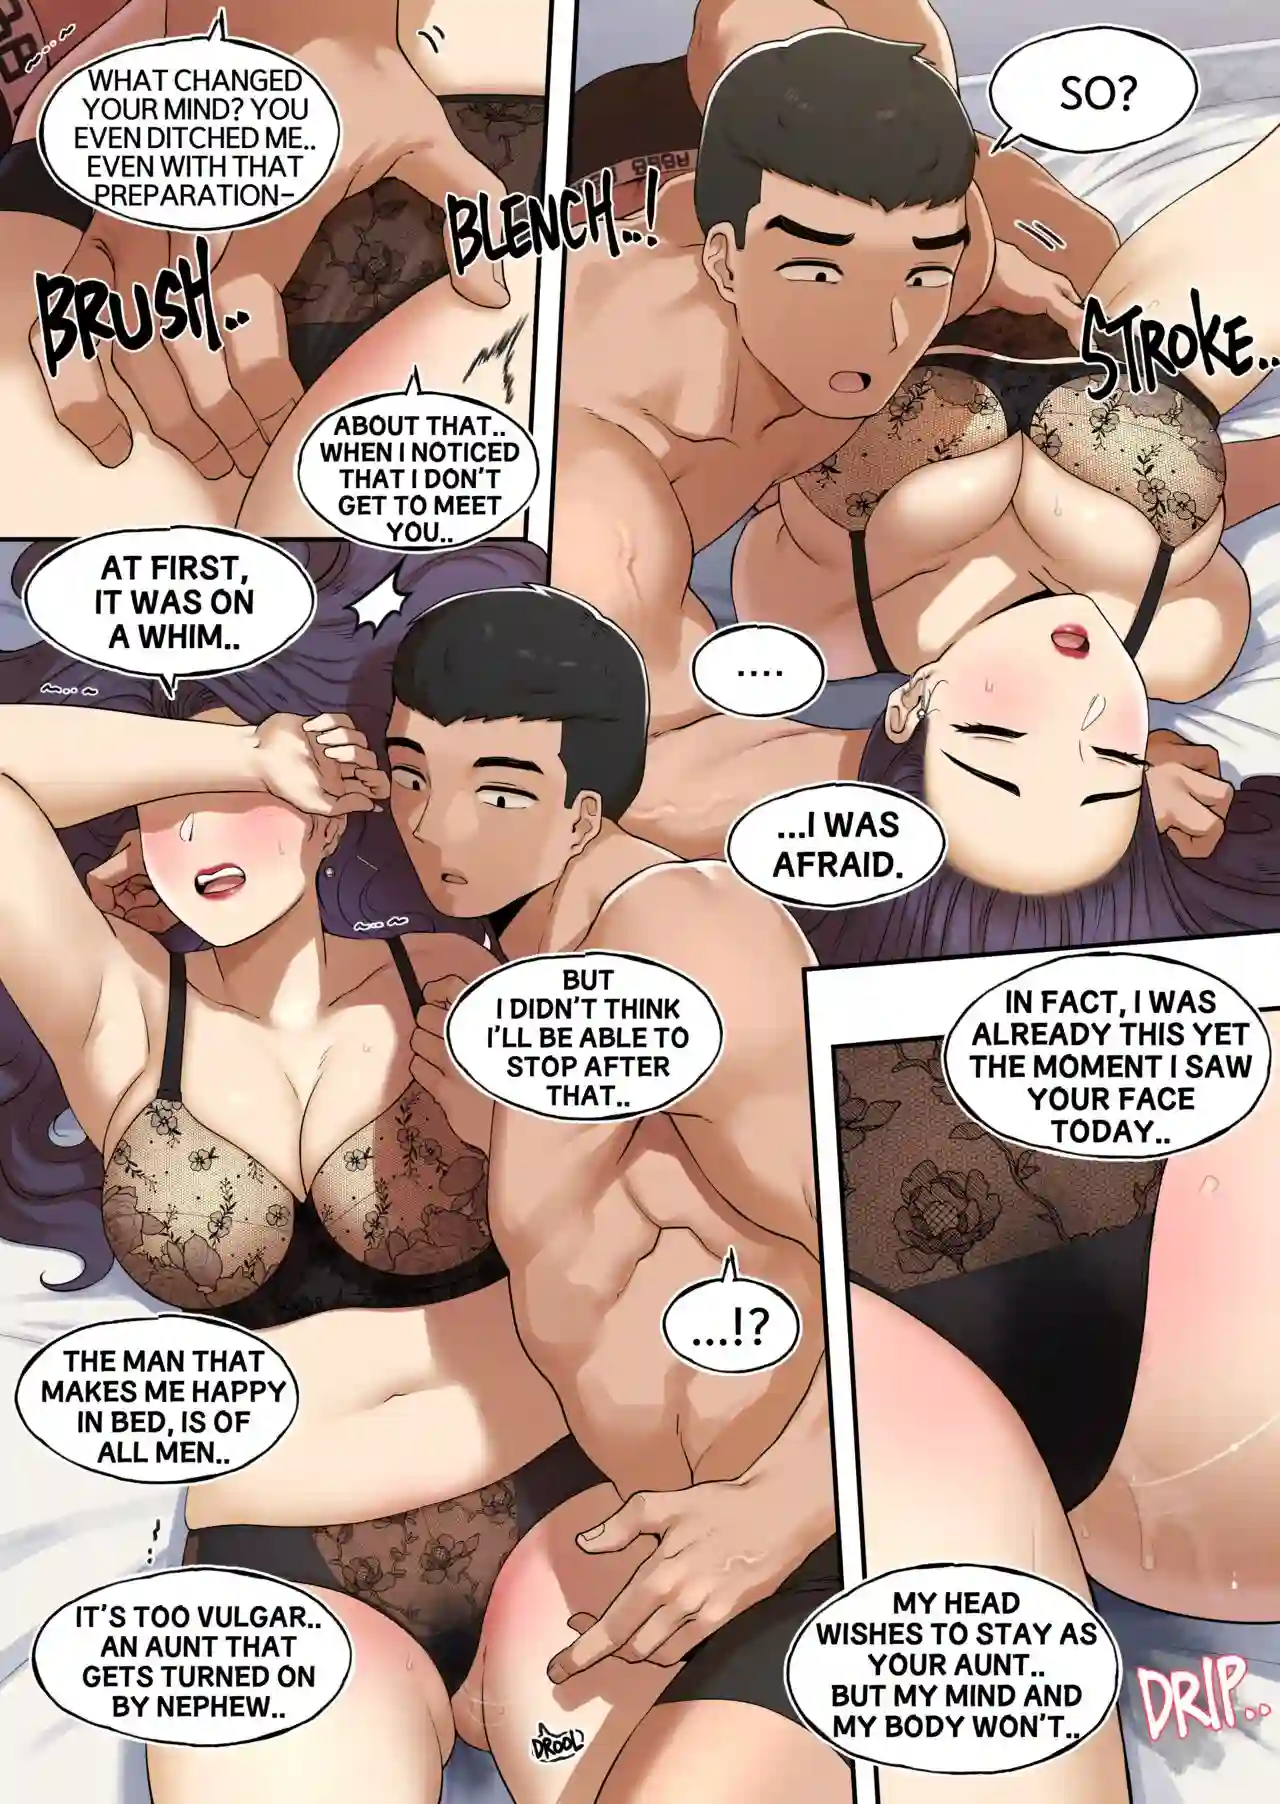 WHAT CHANGED
YOUR MIND? YOU
EVEN DITCHED ME..
EVEN WITH THAT
PREPARATION-
BRUSH..
BLENCH..!
ABOUT THAT..
WHEN I NOTICED
THAT I DON'T
GET TO MEET
YOU..
SO?
STROKE..
....
...I WAS
AFRAID.
AT FIRST,
IT WAS ON
A WHIM..
BUT
I DIDN'T THINK
I'LL BE ABLE TO
STOP AFTER
THAT..
...!?
THE MAN THAT
MAKES ME HAPPY
IN BED, IS OF
ALL MEN..
IT'S TOO VULGAR..
AN AUNT THAT
GETS TURNED ON
BY NEPHEW..
DROOL
IN FACT, I WAS
ALREADY THIS YET
THE MOMENT I SAW
YOUR FACE
TODAY..
MY HEAD
WISHES TO STAY AS
YOUR AUNT..
BUT MY MIND AND
MY BODY WON'T..
DRIP..